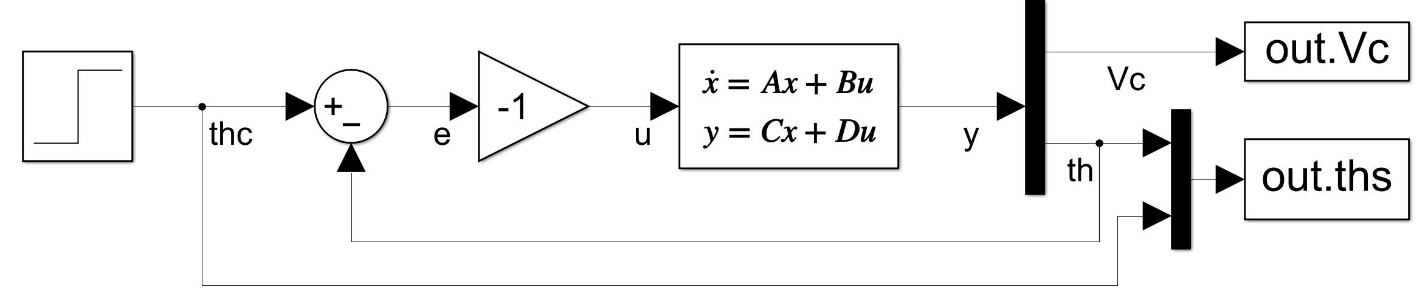 thc
+
−
e
-1
u
ẋ = Ax + Bu
y = Cx + Du
y
Vc
th
out.Vc
out.ths